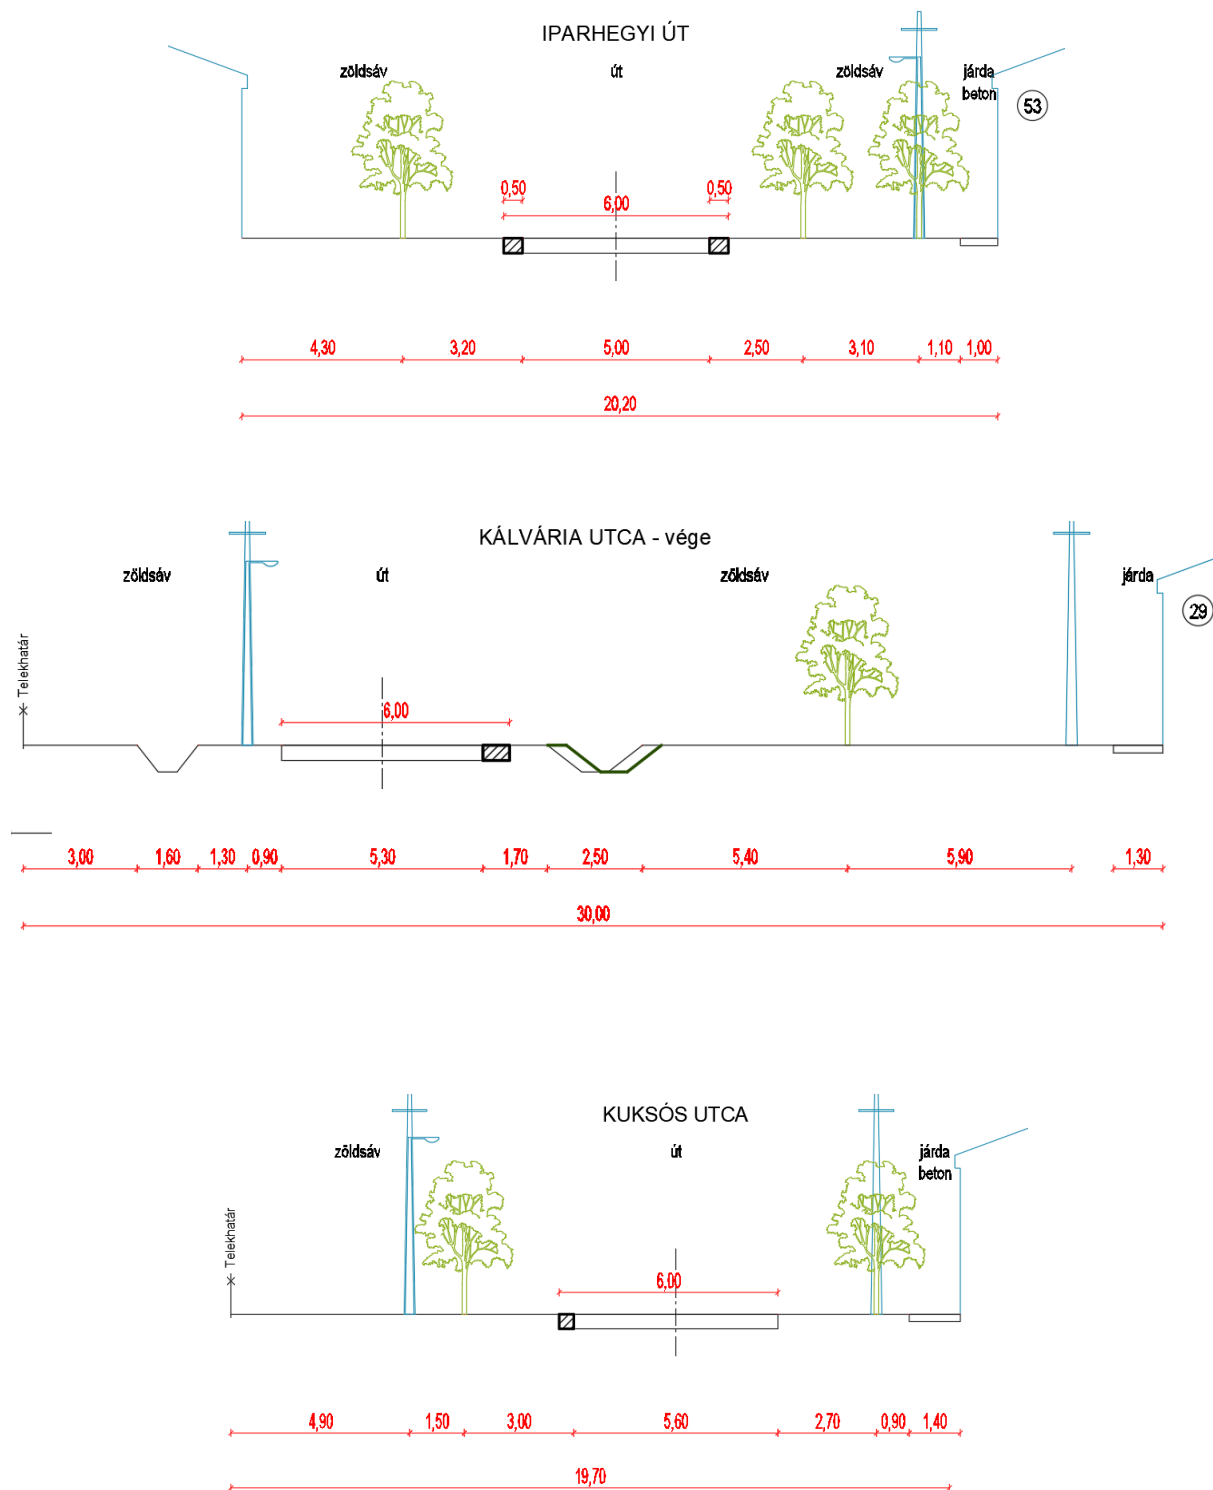 IPARHEGYI ÚT
zöldsáv út zöldsáv járda
beton
53
0,50 0,50
6,00
4,30 3,20 5,00 2,50 3,10 1,10 1,00
20,20
KÁLVÁRIA UTCA - vége
zöldsáv út zöldsáv járda
29
Telekhatár
6,00
3,00 1,60 1,30 0,90 5,30 1,70 2,50 5,40 5,90 1,30
30,00
KUKSÓS UTCA
zöldsáv út járda
beton
Telekhatár
6,00
4,90 1,50 3,00 5,60 2,70 0,90 1,40
19,70